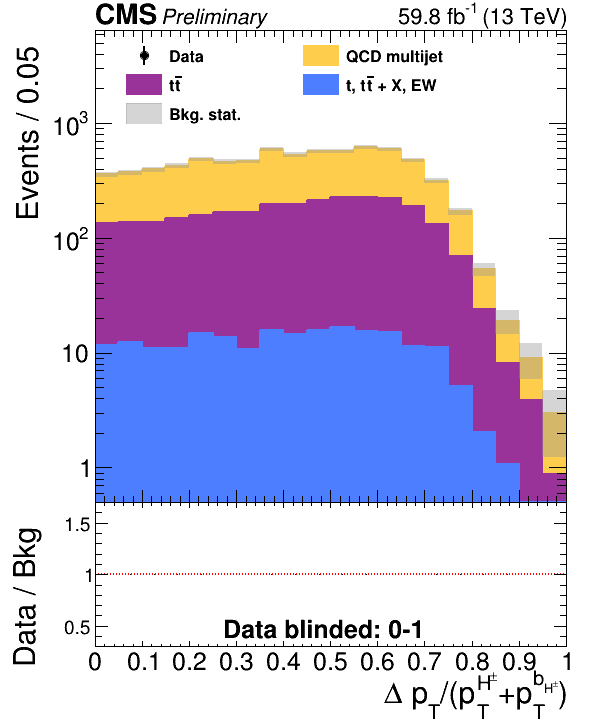 CMS Preliminary 59.8 fb⁻¹ (13 TeV)
Data QCD multijet
tt̅ t, tt̅ + X, EW
Bkg. stat.
Events / 0.05
10³
10²
10
1
Data / Bkg
1.5
1
0.5
Data blinded: 0-1
0 0.1 0.2 0.3 0.4 0.5 0.6 0.7 0.8 0.9 1
Δ p_T/(p_T^{H^±}+p_T^{b_{H^±}})